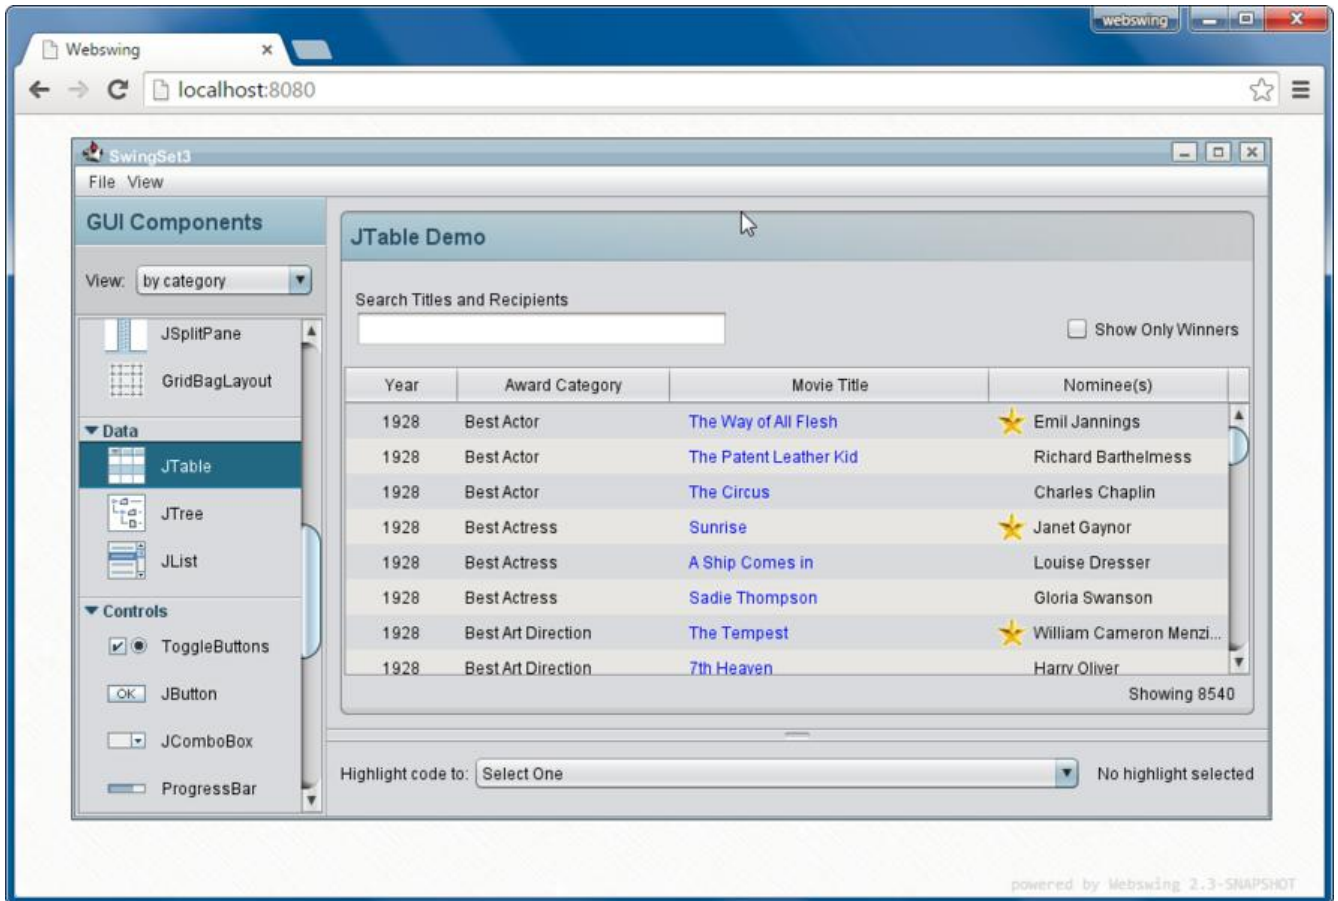 webswing
Webswing
localhost:8080
SwingSet3
File View
GUI Components
View: by category
JSplitPane
GridBagLayout
Data
JTable
JTree
JList
Controls
ToggleButtons
OK JButton
JComboBox
ProgressBar
JTable Demo
Search Titles and Recipients
Show Only Winners
Year Award Category Movie Title Nominee(s)
1928 Best Actor The Way of All Flesh Emil Jannings
1928 Best Actor The Patent Leather Kid Richard Barthelmess
1928 Best Actor The Circus Charles Chaplin
1928 Best Actress Sunrise Janet Gaynor
1928 Best Actress A Ship Comes in Louise Dresser
1928 Best Actress Sadie Thompson Gloria Swanson
1928 Best Art Direction The Tempest William Cameron Menzi...
1928 Best Art Direction 7th Heaven Harry Oliver
Showing 8540
Highlight code to: Select One No highlight selected
powered by Webswing 2.3-SNAPSHOT